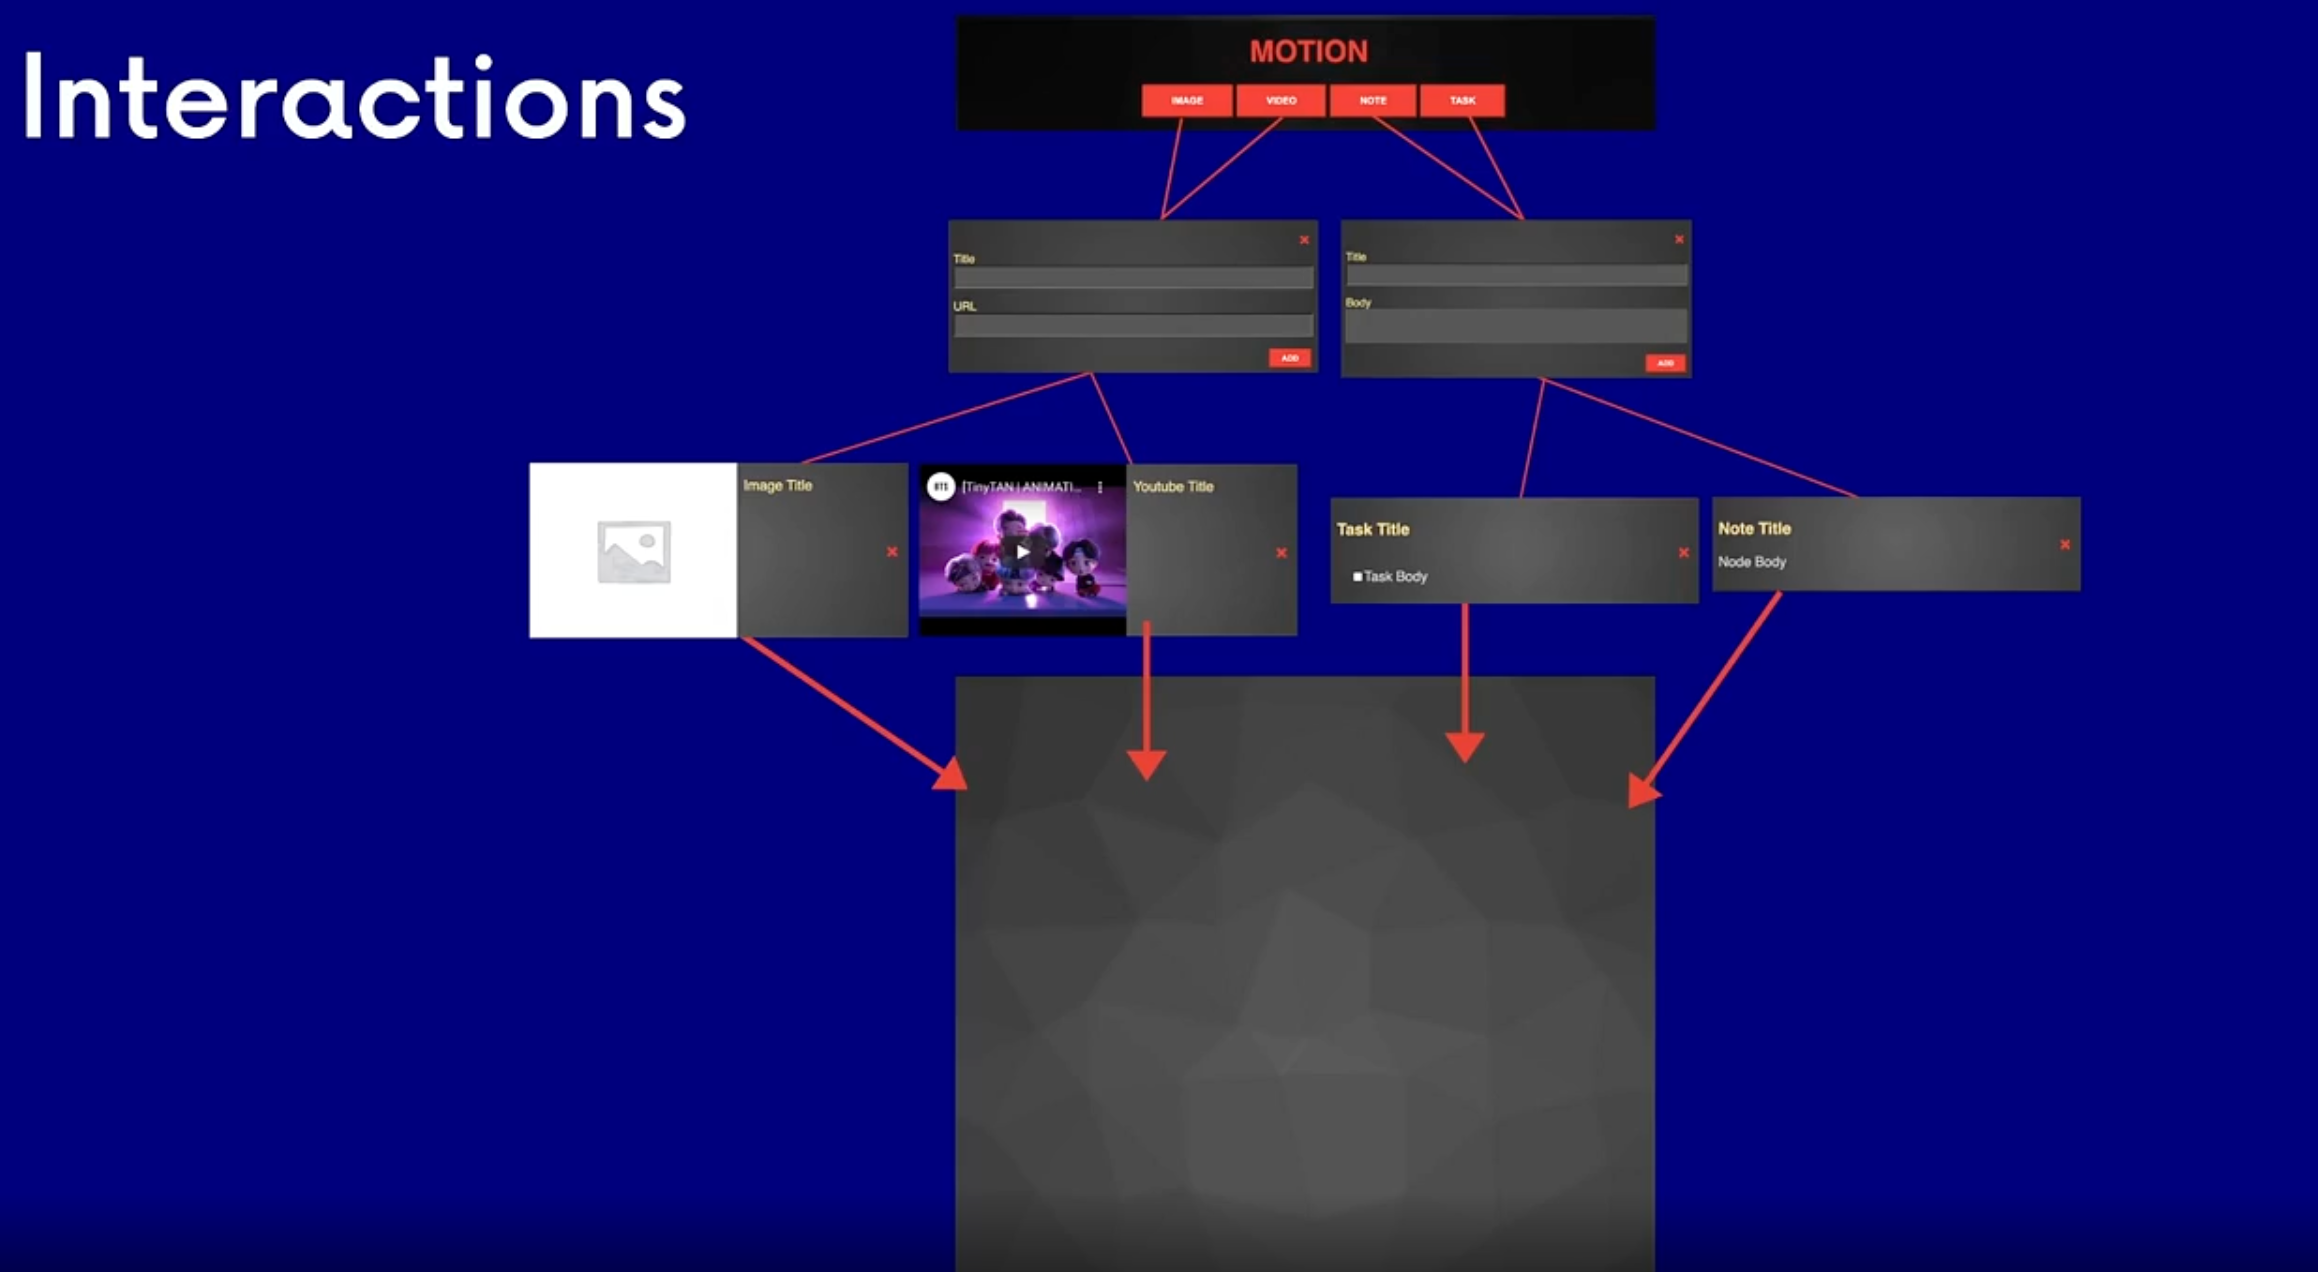 Interactions
MOTION
IMAGE
VIDEO
NOTE
TASK
×
Title
URL
ADD
×
Title
Body
ADD
Image Title
×
BTS
[TinyTAN | ANIMATI...
Youtube Title
×
Task Title
Task Body
×
Note Title
Node Body
×